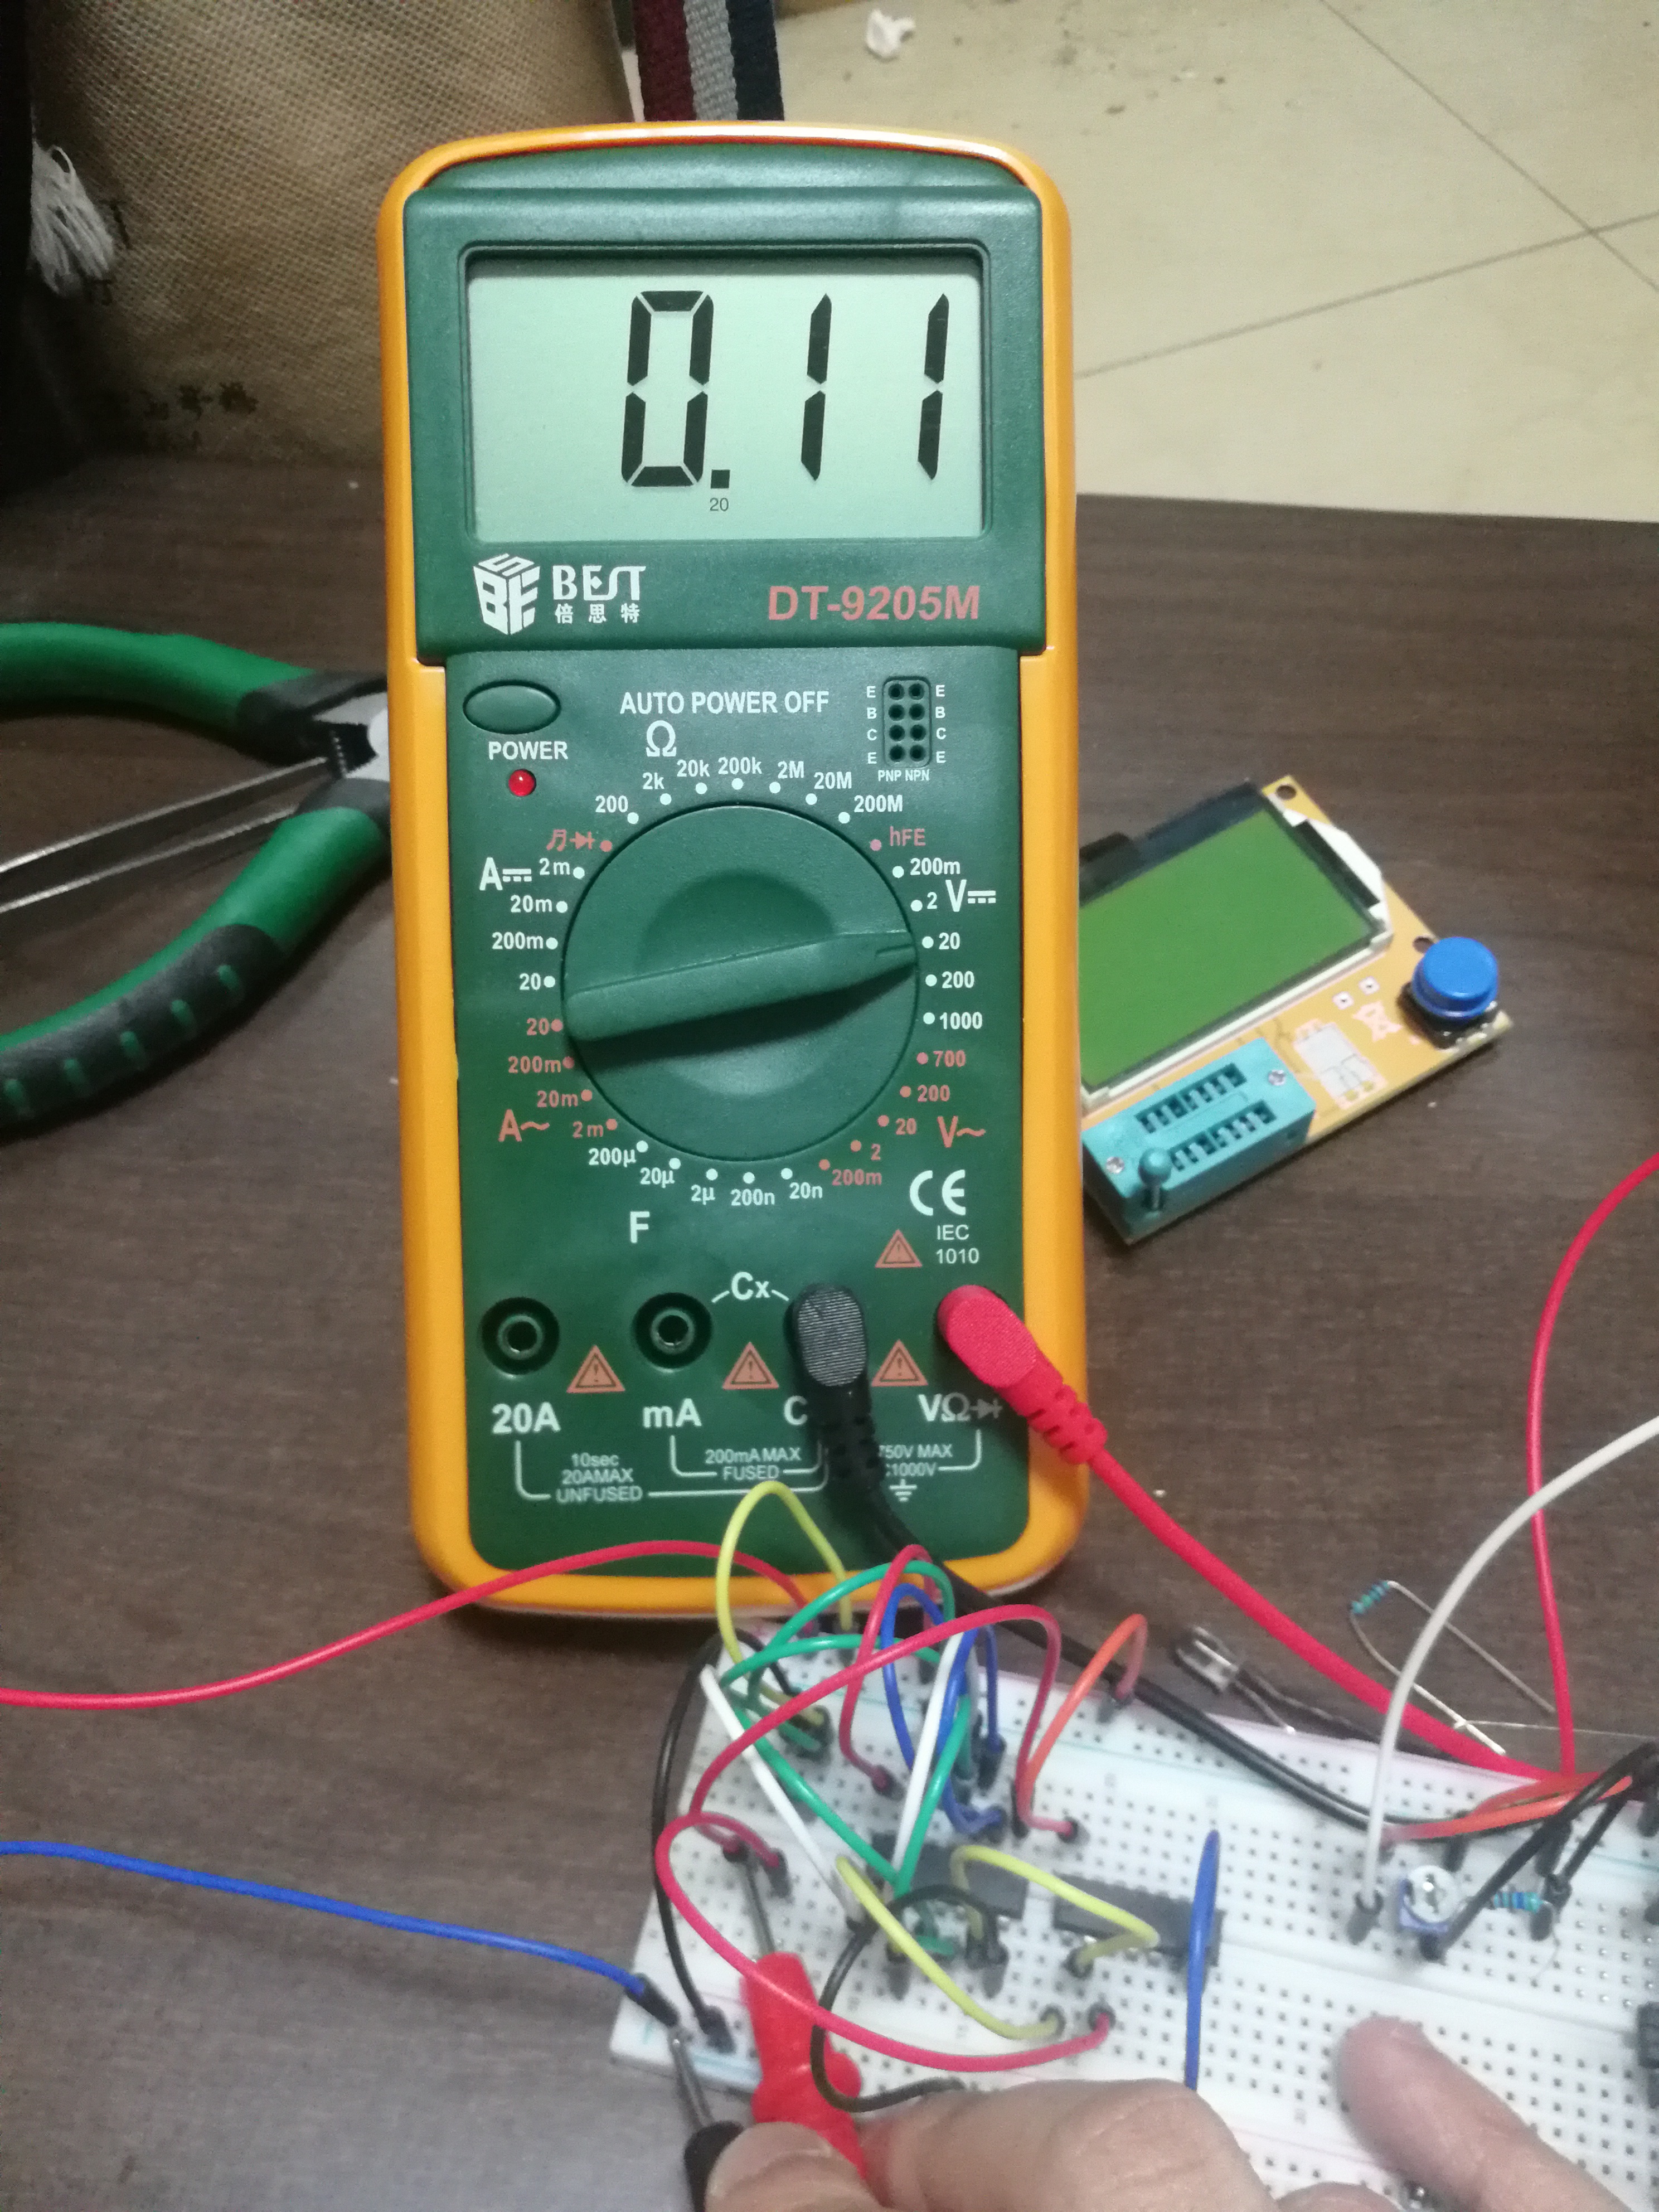 0.11
20
BEST
BEST
倍思特
DT-9205M
POWER
AUTO POWER OFF
E E
B B
C C
E E
PNP NPN
Ω
200
2k
20k
200k
2M
20M
200M
hFE
A
2m
20m
200m
20
20
200m
20m
2m
A~
V
200m
2
20
200
1000
700
200
20
2
200m
V~
200µ
20µ
2µ
200n
20n
F
CE
IEC
1010
Cx
20A
mA
C
VΩ
10sec
20AMAX
UNFUSED
200mA MAX
FUSED
750V MAX
C1000V